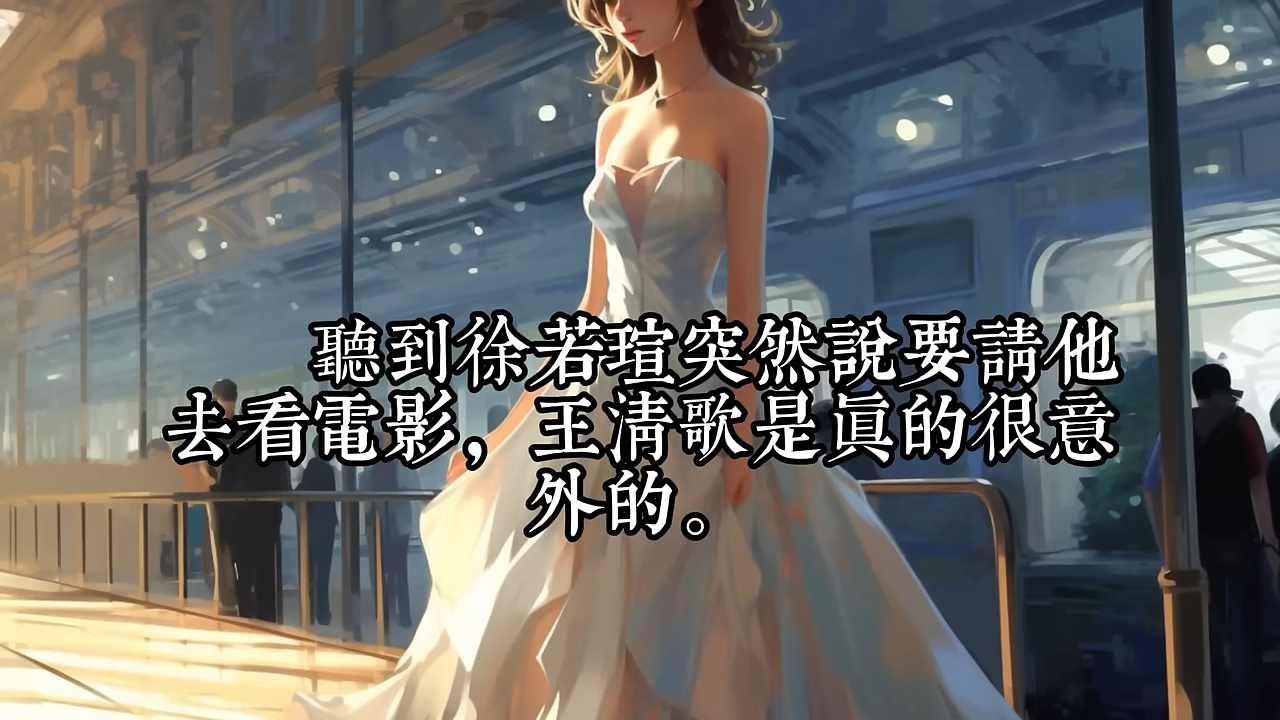 聽到徐若瑄突然說要請他
去看電影，王清歌是真的很意
外的。